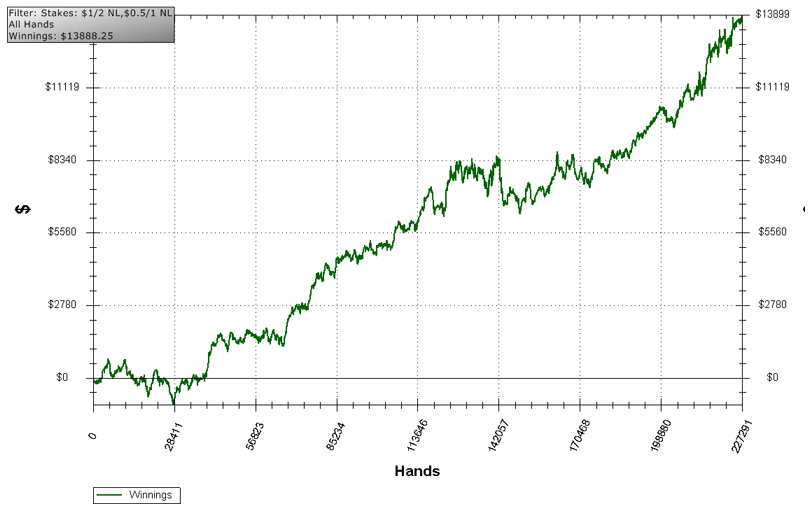 Filter: Stakes: $1/2 NL,$0.5/1 NL
All Hands
Winnings: $13888.25
$13899
$11119 $11119
$8340 $8340
$
$5560 $5560
$2780 $2780
$0 $0
0 28411 56823 85234 113646 142057 170468 198880 227291
Hands
Winnings